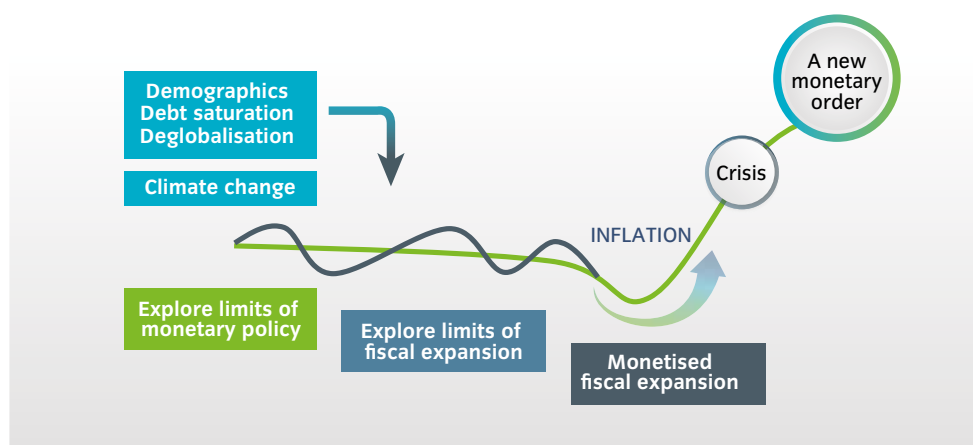 Demographics
Debt saturation
Deglobalisation
Climate change
Explore limits of
monetary policy
Explore limits of
fiscal expansion
Monetised
fiscal expansion
INFLATION
Crisis
A new
monetary
order